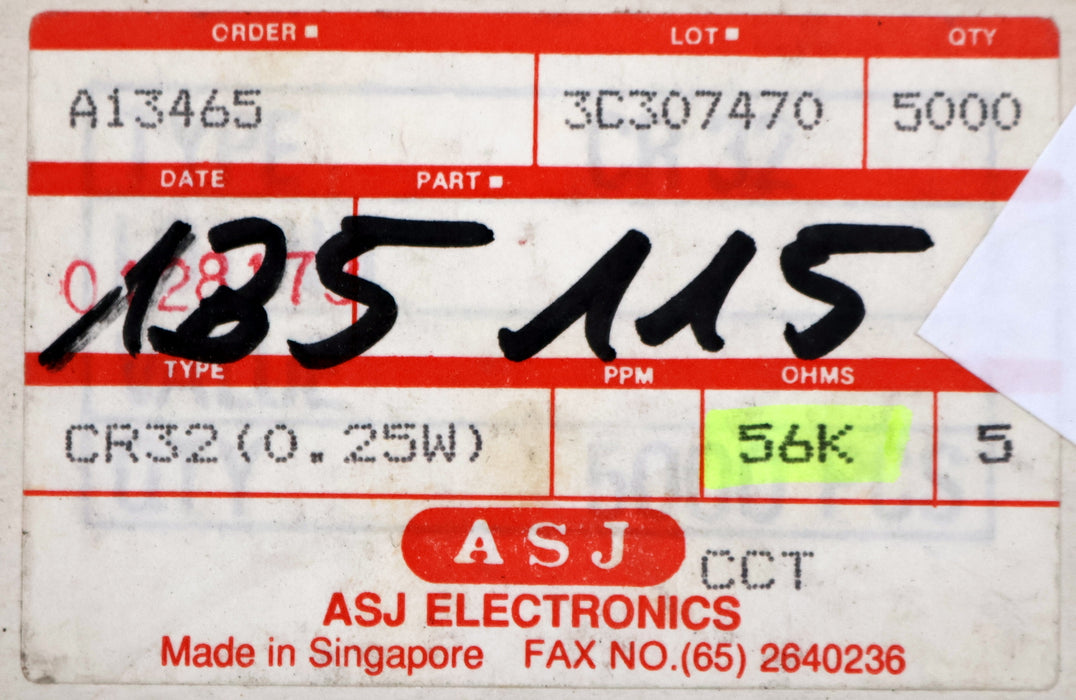 ORDER LOT QTY
A13465 3C307470 5000
DATE PART
115
TYPE PPM OHMS
CR32(0.25W) 56K 5
ASJ
CCT
ASJ ELECTRONICS
Made in Singapore FAX NO.(65) 2640236